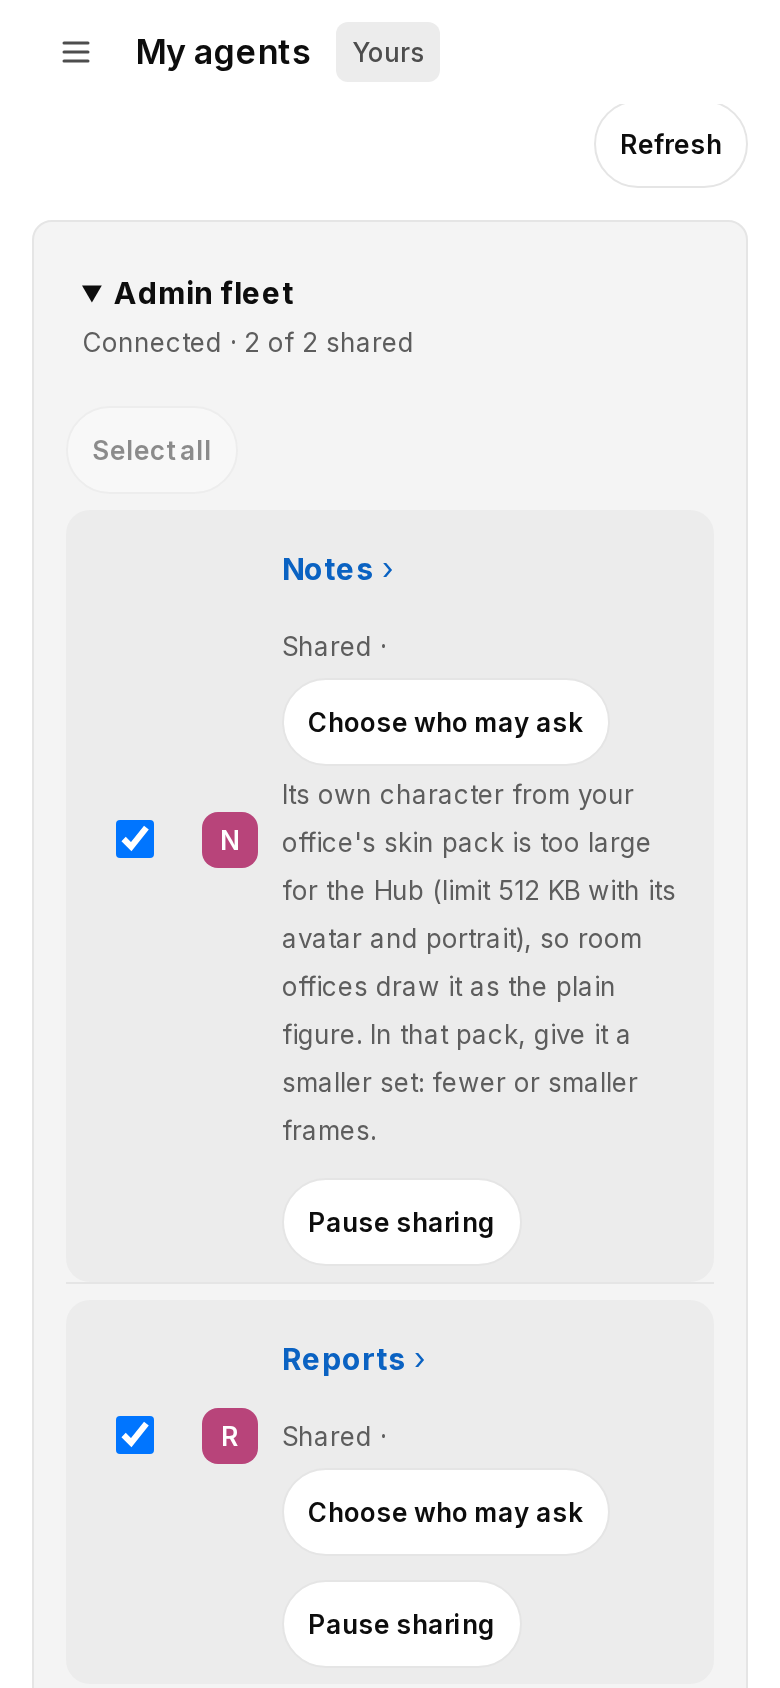 My agents Yours
Refresh
▼ Admin fleet
Connected · 2 of 2 shared
Select all
Notes ›
Shared ·
Choose who may ask
Its own character from your
office's skin pack is too large
for the Hub (limit 512 KB with its
avatar and portrait), so room
offices draw it as the plain
figure. In that pack, give it a
smaller set: fewer or smaller
frames.
N
Pause sharing
Reports ›
R Shared ·
Choose who may ask
Pause sharing